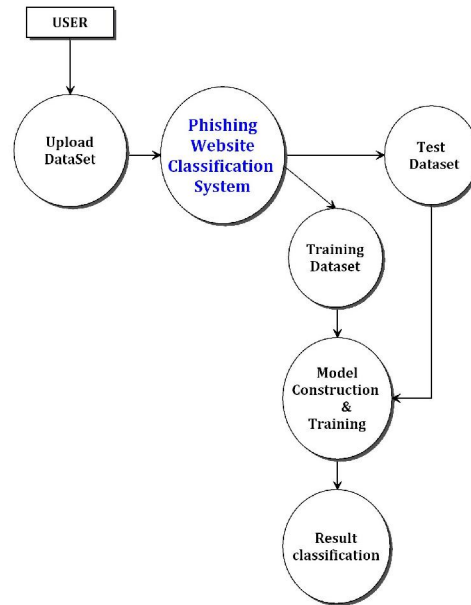 USER
Upload
DataSet
Phishing
Website
Classification
System
Test
Dataset
Training
Dataset
Model
Construction
&
Training
Result
classification